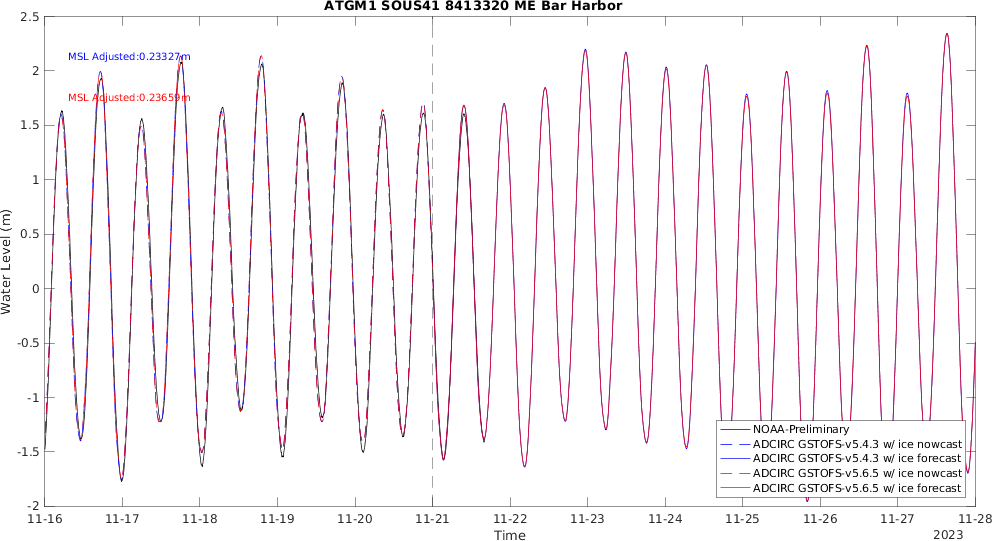 ATGM1 SOUS41 8413320 ME Bar Harbor
2.5
2
1.5
1
0.5
0
-0.5
-1
-1.5
-2
Water Level (m)
MSL Adjusted:0.23327m
MSL Adjusted:0.23659m
NOAA-Preliminary
ADCIRC GSTOFS-v5.4.3 w/ ice nowcast
ADCIRC GSTOFS-v5.4.3 w/ ice forecast
ADCIRC GSTOFS-v5.6.5 w/ ice nowcast
ADCIRC GSTOFS-v5.6.5 w/ ice forecast
11-16 11-17 11-18 11-19 11-20 11-21 11-22 11-23 11-24 11-25 11-26 11-27 11-28
Time
2023